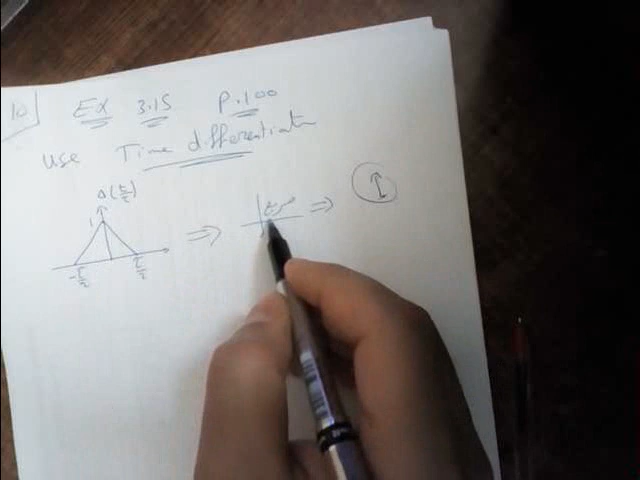 10
Ex 3.15 P.100
use Time differentiation
Δ(t/τ)
1
-τ/2 τ/2